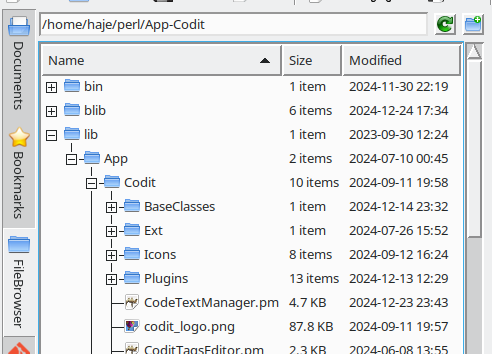 /home/haje/perl/App-Codit
Documents
Bookmarks
FileBrowser
Name Size Modified
bin 1 item 2024-11-30 22:19
blib 6 items 2024-12-24 17:34
lib 1 item 2023-09-30 12:24
App 2 items 2024-07-10 00:45
Codit 10 items 2024-09-11 19:58
BaseClasses 1 item 2024-12-14 23:32
Ext 1 item 2024-07-26 15:52
Icons 8 items 2024-09-12 16:24
Plugins 13 items 2024-12-13 12:29
CodeTextManager.pm 4.7 KB 2024-12-23 23:43
codit_logo.png 87.8 KB 2024-09-11 19:57
CoditTagsEditor.pm 2.3 KB 2024-06-08 13:55